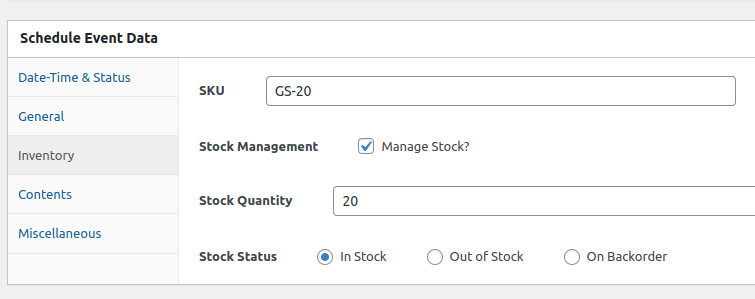 Schedule Event Data
Date-Time & Status
General
Inventory
Contents
Miscellaneous
SKU GS-20
Stock Management Manage Stock?
Stock Quantity 20
Stock Status In Stock Out of Stock On Backorder